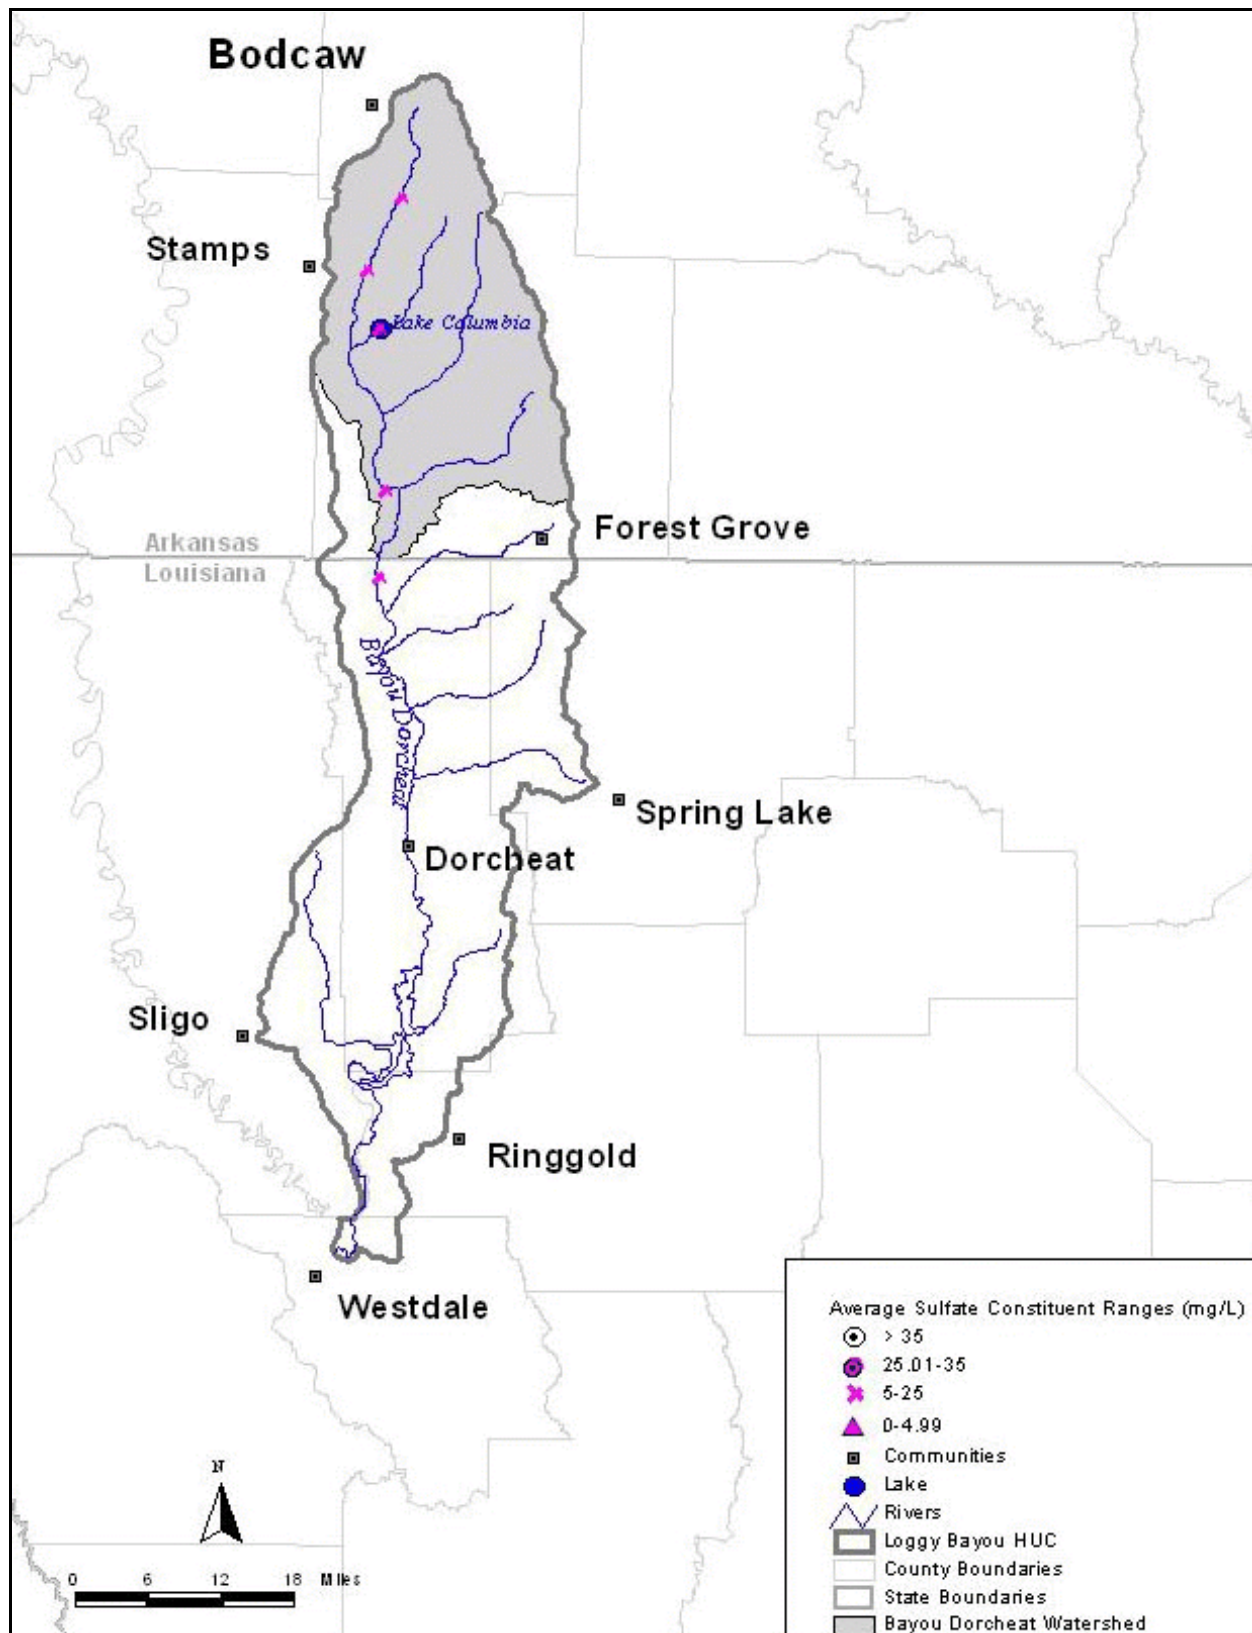 Bodcaw
Stamps
Lake Columbia
Forest Grove
Arkansas
Louisiana
Bayou Dorcheat
Spring Lake
Dorcheat
Sligo
Ringgold
Westdale
Average Sulfate Constituent Ranges (mg/L)
> 35
25.01-35
5-25
0-4.99
Communities
Lake
Rivers
Loggy Bayou HUC
County Boundaries
State Boundaries
Bayou Dorcheat Watershed
N
0 6 12 18 Miles